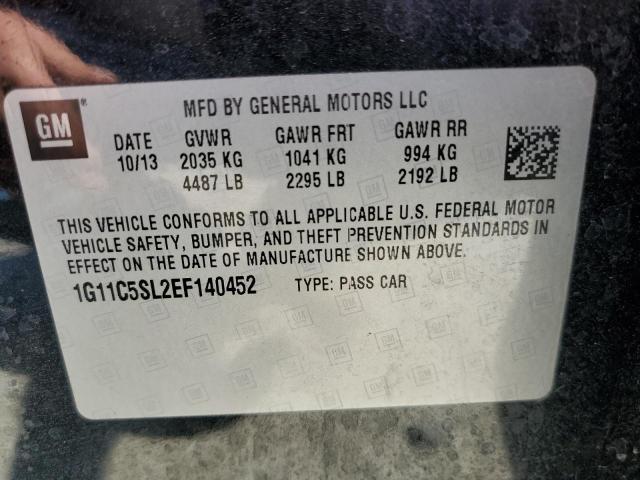 GM ®
MFD BY GENERAL MOTORS LLC
DATE GVWR GAWR FRT GAWR RR
10/13 2035 KG 1041 KG 994 KG
4487 LB 2295 LB 2192 LB
THIS VEHICLE CONFORMS TO ALL APPLICABLE U.S. FEDERAL MOTOR
VEHICLE SAFETY, BUMPER, AND THEFT PREVENTION STANDARDS IN
EFFECT ON THE DATE OF MANUFACTURE SHOWN ABOVE.
1G11C5SL2EF140452 TYPE: PASS CAR